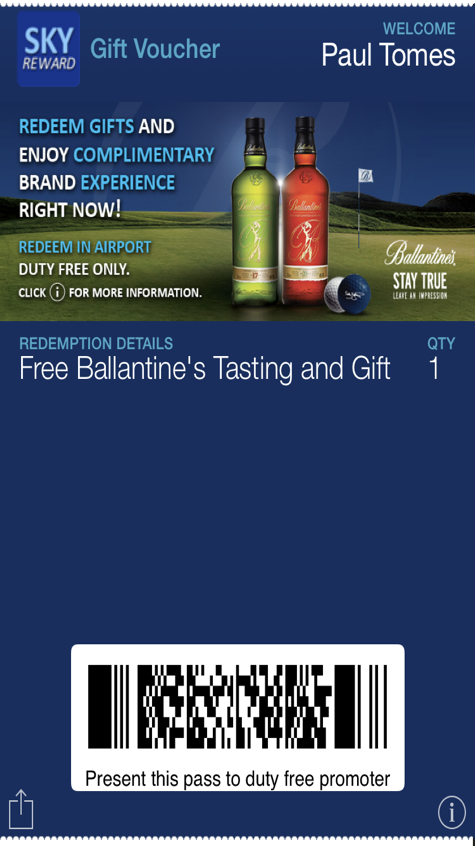 SKY
REWARD
Gift Voucher
WELCOME
Paul Tomes
REDEEM GIFTS AND
ENJOY COMPLIMENTARY
BRAND EXPERIENCE
RIGHT NOW!
REDEEM IN AIRPORT
DUTY FREE ONLY.
CLICK i FOR MORE INFORMATION.
Ballantine's
Ballantine's
17
Ballantine's
STAY TRUE
LEAVE AN IMPRESSION
REDEMPTION DETAILS
QTY
Free Ballantine's Tasting and Gift
1
Present this pass to duty free promoter
i